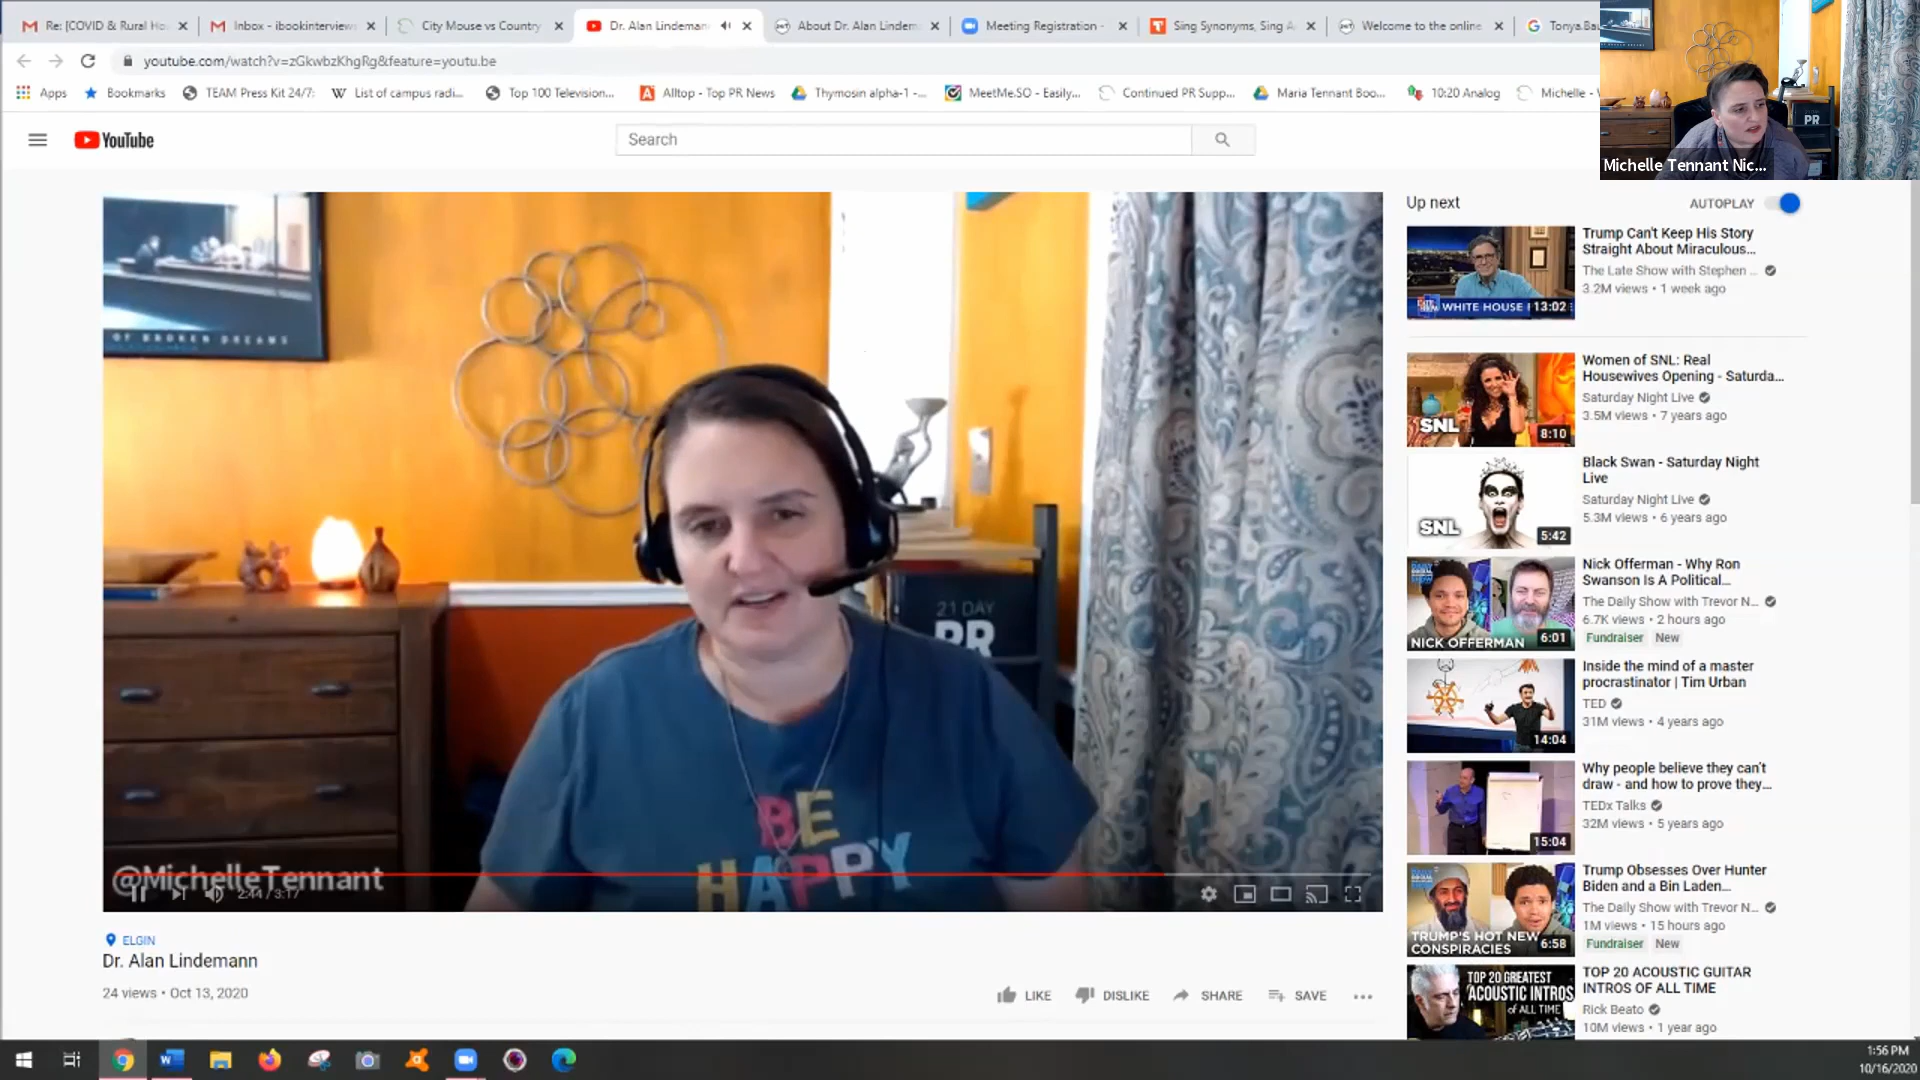 Re: [COVID & Rural Ho
Inbox - ibookinterview
City Mouse vs Country
Dr. Alan Lindeman
About Dr. Alan Lindem
Meeting Registration -
Sing Synonyms, Sing A
Welcome to the online
Tonya.Ba
youtube.com/watch?v=zGkwbzKhgRg&feature=youtu.be
Apps
Bookmarks
TEAM Press Kit 24/7:
List of campus radi...
Top 100 Television...
Alltop - Top PR News
Thymosin alpha-1 -...
MeetMe.SO - Easily...
Continued PR Supp...
Maria Tennant Boo...
10:20 Analog
Michelle - W
PR
Michelle Tennant Nic...
YouTube
Search
OF BROKEN DREAMS
21 DAY
PR
BE
HAPPY
@MichelleTennant
2:44 / 3:17
ELGIN
Dr. Alan Lindemann
24 views • Oct 13, 2020
LIKE
DISLIKE
SHARE
SAVE
Up next
AUTOPLAY
WHITE HOUSE
13:02
Trump Can't Keep His Story
Straight About Miraculous...
The Late Show with Stephen ...
3.2M views • 1 week ago
SNL
8:10
Women of SNL: Real
Housewives Opening - Saturda...
Saturday Night Live
3.5M views • 7 years ago
SNL
5:42
Black Swan - Saturday Night
Live
Saturday Night Live
5.3M views • 6 years ago
NICK OFFERMAN
6:01
Nick Offerman - Why Ron
Swanson Is A Political...
The Daily Show with Trevor N...
6.7K views • 2 hours ago
Fundraiser New
14:04
Inside the mind of a master
procrastinator | Tim Urban
TED
31M views • 4 years ago
15:04
Why people believe they can't
draw - and how to prove they...
TEDx Talks
32M views • 5 years ago
TRUMP'S HOT NEW
CONSPIRACIES
6:58
Trump Obsesses Over Hunter
Biden and a Bin Laden...
The Daily Show with Trevor N...
1M views • 15 hours ago
Fundraiser New
TOP 20 GREATEST
ACOUSTIC INTROS
of ALL TIME
TOP 20 ACOUSTIC GUITAR
INTROS OF ALL TIME
Rick Beato
10M views • 1 year ago
1:56 PM
10/16/2020